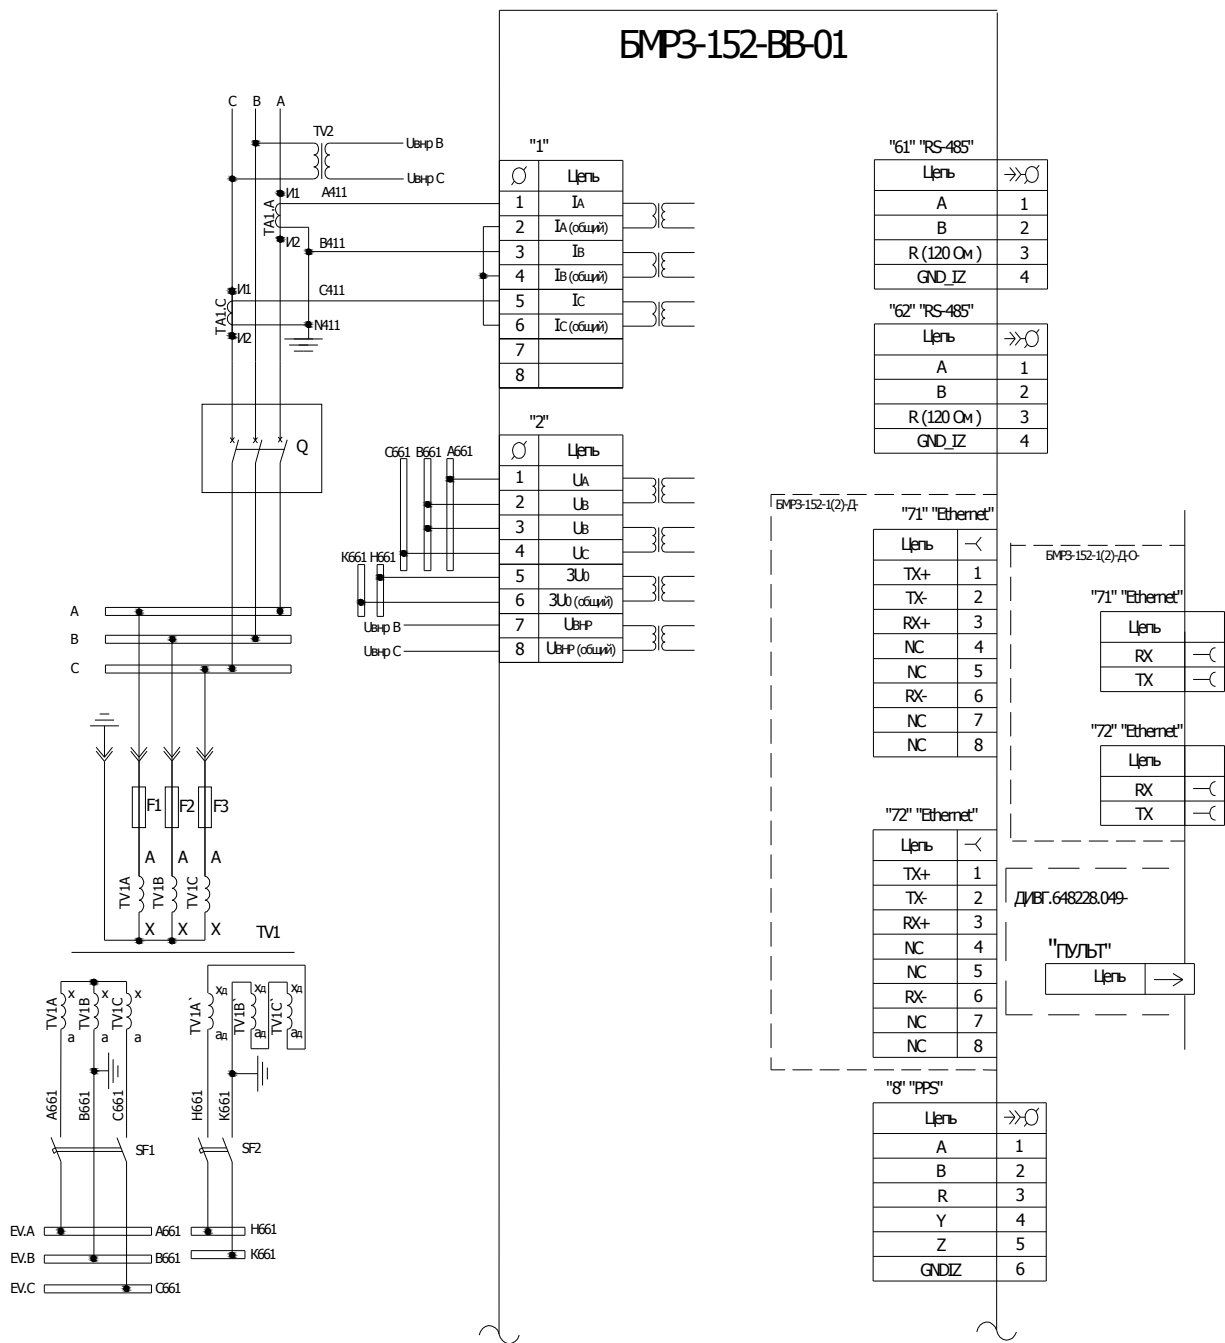 БМРЗ-152-ВВ-01
C B A
TV2
Uвнр B
Uвнр C
И1
A411
TA1.A
И2
B411
И1
C411
TA1.C
И2
N411
Q
"1"
Цепь
1 IA
2 IA (общий)
3 IB
4 IB (общий)
5 IC
6 IC (общий)
7
8
"2"
C661 B661 A661
Цепь
1 UA
2 UB
3 UB
4 UC
K661 H661
5 3U0
6 3U0 (общий)
Uвнр B
7 UВНР
Uвнр C
8 UВНР (общий)
A
B
C
F1 F2 F3
A A A
TV1A TV1B TV1C
X X X
TV1
x x x
TV1A TV1B TV1C
a a a
хд хд хд
TV1A` TV1B` TV1C`
ад ад ад
A661 B661 C661
H661 K661
SF1
SF2
EV.A A661
EV.B B661
EV.C C661
H661
K661
"61" "RS-485"
Цепь
A 1
B 2
R (120 Ом) 3
GND_IZ 4
"62" "RS-485"
Цепь
A 1
B 2
R (120 Ом) 3
GND_IZ 4
БМРЗ-152-1(2)-Д-
"71" "Ethernet"
Цепь
TX+ 1
TX- 2
RX+ 3
NC 4
NC 5
RX- 6
NC 7
NC 8
"72" "Ethernet"
Цепь
TX+ 1
TX- 2
RX+ 3
NC 4
NC 5
RX- 6
NC 7
NC 8
"8" "PPS"
Цепь
A 1
B 2
R 3
Y 4
Z 5
GNDIZ 6
БМРЗ-152-1(2)-Д-О-
"71" "Ethernet"
Цепь
RX
TX
"72" "Ethernet"
Цепь
RX
TX
ДИВГ.648228.049-
"ПУЛЬТ"
Цепь